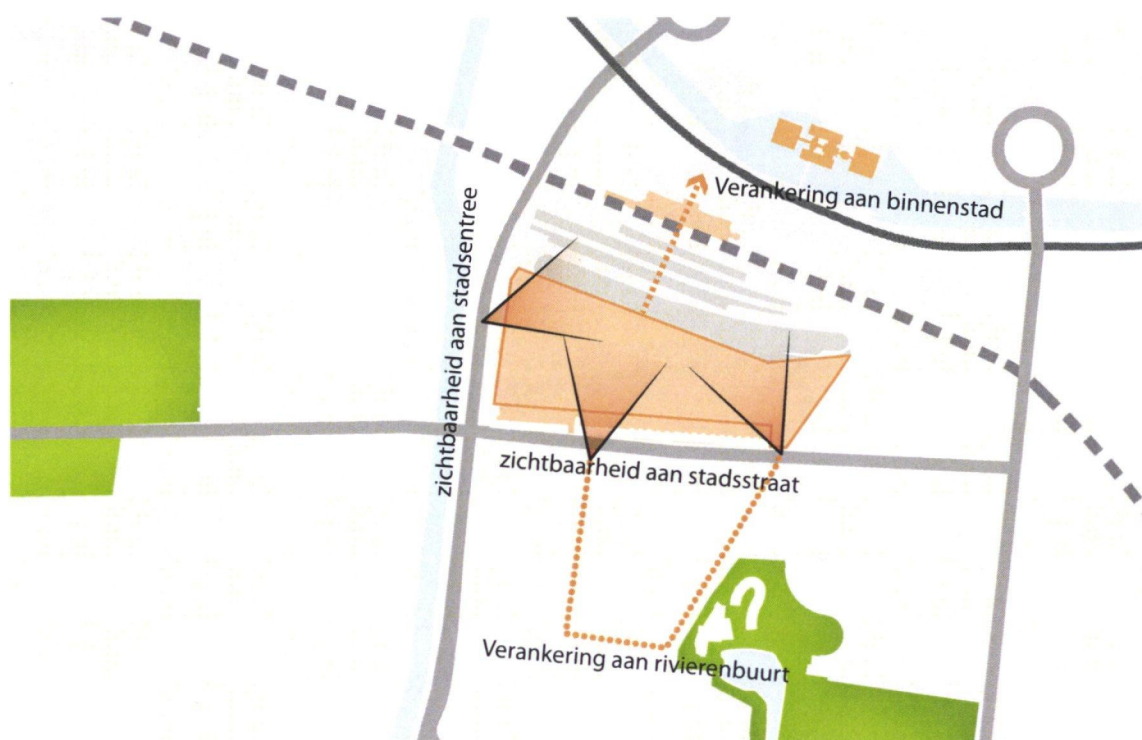 Verankering aan binnenstad
zichtbaarheid aan stadsentree
zichtbaarheid aan stadsstraat
Verankering aan rivierenbuurt